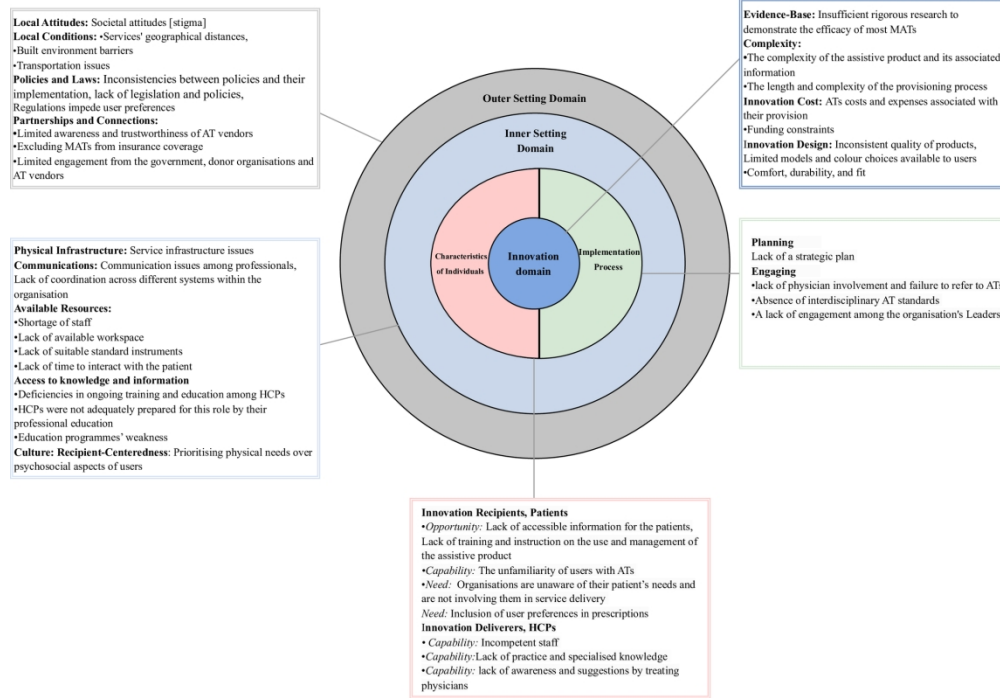 Local Attitudes: Societal attitudes [stigma]
Local Conditions: •Services' geographical distances,
•Built environment barriers
•Transportation issues
Policies and Laws: Inconsistencies between policies and their
implementation, lack of legislation and policies,
Regulations impede user preferences
Partnerships and Connections:
•Limited awareness and trustworthiness of AT vendors
•Excluding MATs from insurance coverage
•Limited engagement from the government, donor organisations and
AT vendors
Evidence-Base: Insufficient rigorous research to
demonstrate the efficacy of most MATs
Complexity:
•The complexity of the assistive product and its associated
information
•The length and complexity of the provisioning process
Innovation Cost: ATs costs and expenses associated with
their provision
•Funding constraints
Innovation Design: Inconsistent quality of products,
Limited models and colour choices available to users
•Comfort, durability, and fit
Outer Setting Domain
Inner Setting
Domain
Characteristics
of Individuals
Innovation
domain
Implementation
Process
Physical Infrastructure: Service infrastructure issues
Communications: Communication issues among professionals,
Lack of coordination across different systems within the
organisation
Available Resources:
•Shortage of staff
•Lack of available workspace
•Lack of suitable standard instruments
•Lack of time to interact with the patient
Access to knowledge and information
•Deficiencies in ongoing training and education among HCPs
•HCPs were not adequately prepared for this role by their
professional education
•Education programmes' weakness
Culture: Recipient-Centeredness: Prioritising physical needs over
psychosocial aspects of users
Planning
Lack of a strategic plan
Engaging
•lack of physician involvement and failure to refer to ATs
•Absence of interdisciplinary AT standards
•A lack of engagement among the organisation's Leaders
Innovation Recipients, Patients
•Opportunity: Lack of accessible information for the patients,
Lack of training and instruction on the use and management of
the assistive product
•Capability: The unfamiliarity of users with ATs
•Need: Organisations are unaware of their patient's needs and
are not involving them in service delivery
Need: Inclusion of user preferences in prescriptions
Innovation Deliverers, HCPs
• Capability: Incompetent staff
•Capability:Lack of practice and specialised knowledge
•Capability: lack of awareness and suggestions by treating
physicians